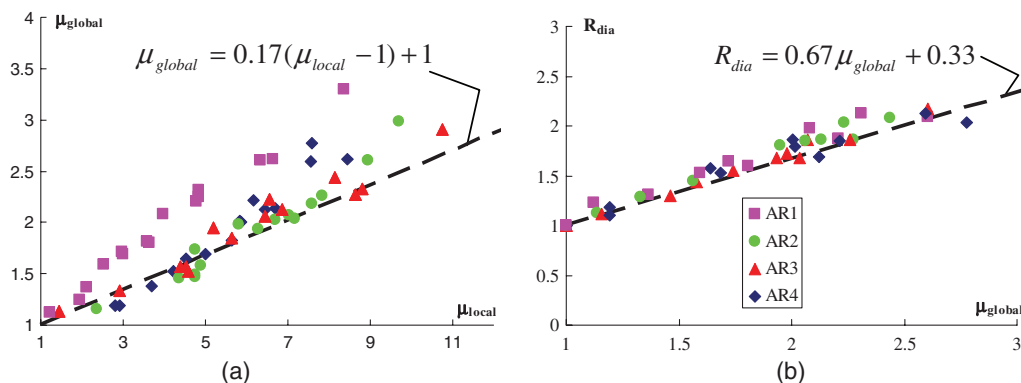 μglobal
μglobal = 0.17(μlocal − 1) + 1
4
3.5
3
2.5
2
1.5
1
μlocal
1 3 5 7 9 11
(a)
Rdia
Rdia = 0.67μglobal + 0.33
3
2.5
2
1.5
1
0.5
0
AR1
AR2
AR3
AR4
μglobal
1 1.5 2 2.5 3
(b)